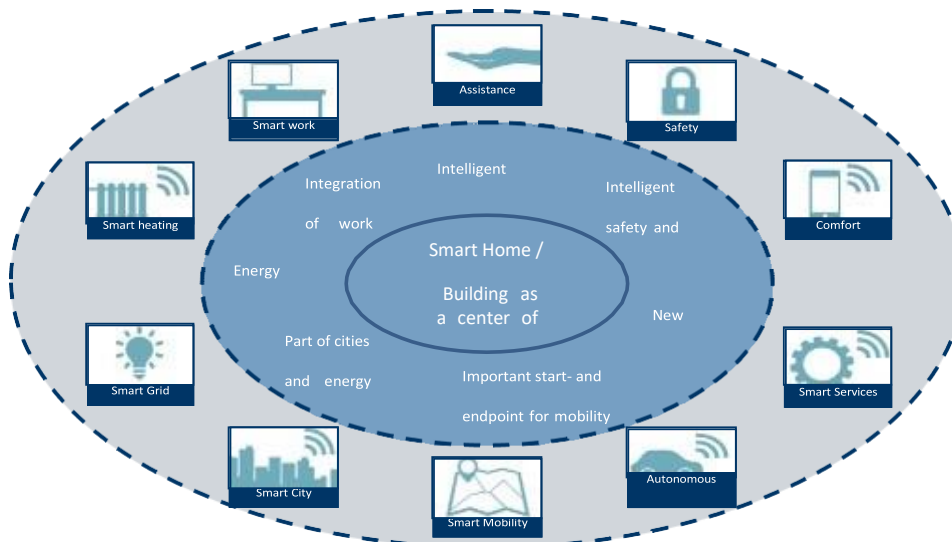 Assistance
Smart work
Safety
Smart heating
Comfort
Intelligent
Integration
of work
Intelligent
safety and
Energy
Smart Home /
Building as
a center of
New
Part of cities
and energy
Important start- and
endpoint for mobility
Smart Grid
Smart Services
Smart City
Smart Mobility
Autonomous